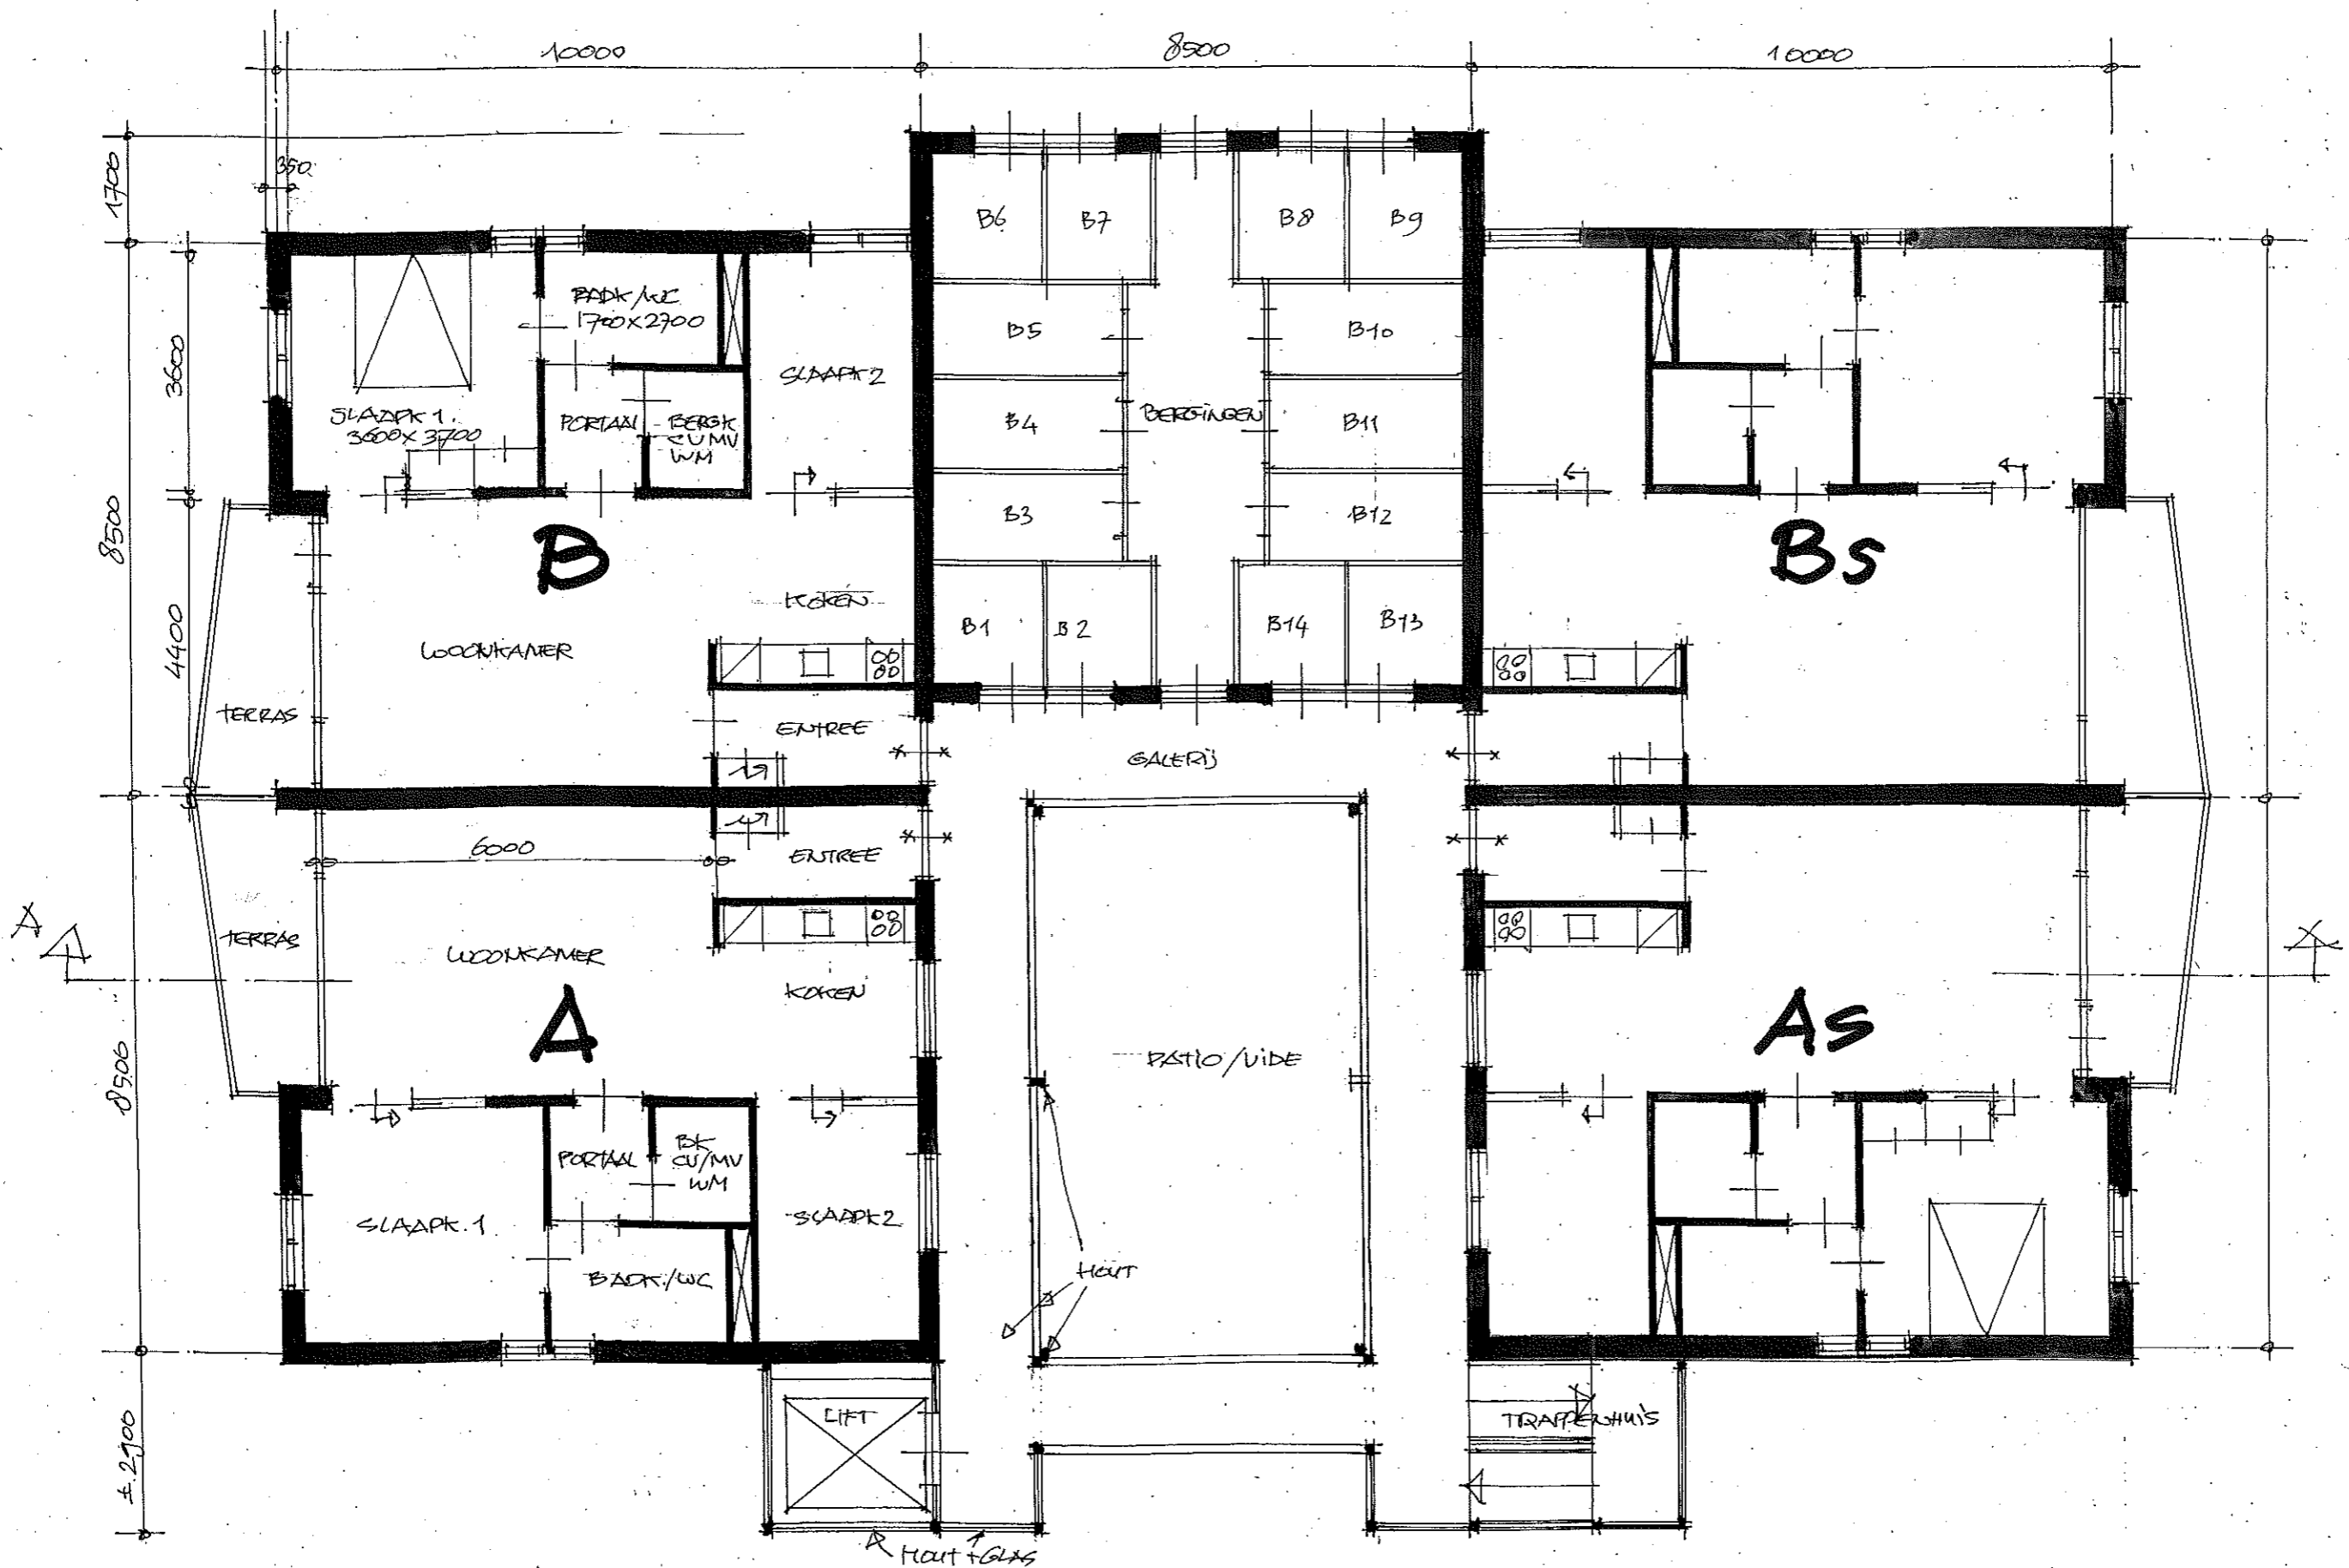 10000
8500
10000
1700
350
8500
3600
4400
8500
± 2900
B6
B7
B8
B9
B5
B10
B4
BERGINGEN
B11
B3
B12
B1
B2
B14
B13
BADK/WC
1700x2700
SLAAPK 2
SLAAPK 1.
3600x3700
PORTAAL
BERGK
CV MV
WM
B
Bs
KOKEN
WOONKAMER
TERRAS
ENTREE
GALERIJ
6000
ENTREE
A
TERRAS
WOONKAMER
KOKEN
A
As
PATIO/VIDE
PORTAAL
BK
CV/MV
WM
SLAAPK. 1
SLAAPK 2
BADK./WC
HOUT
LIFT
TRAPPENHUIS
HOUT + GLAS